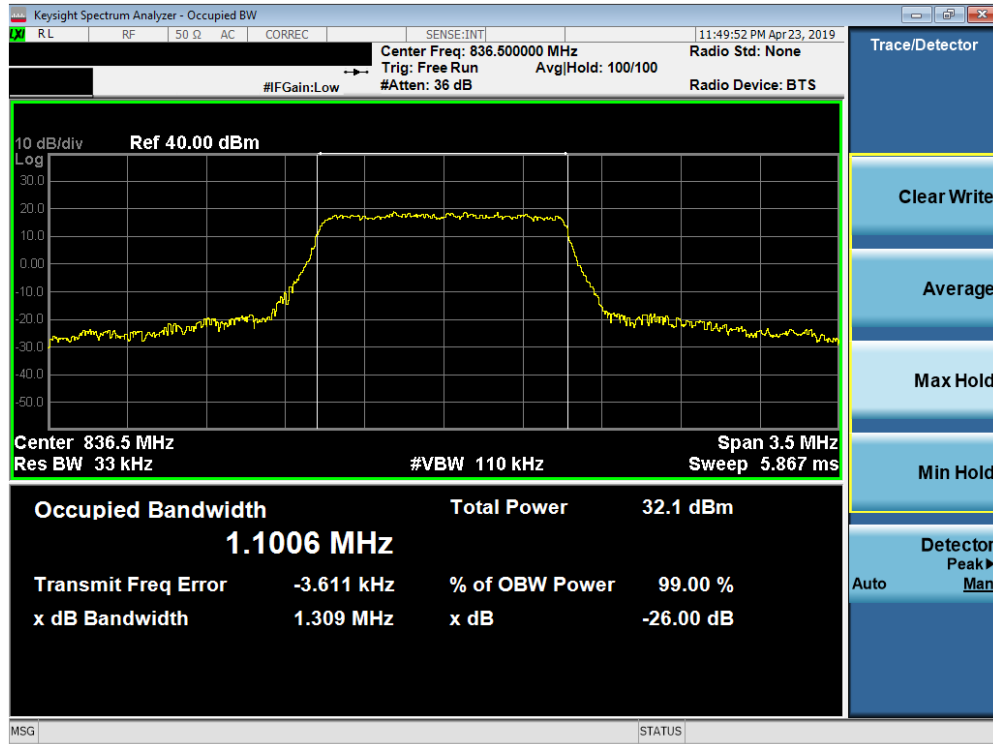 Keysight Spectrum Analyzer - Occupied BW
LXI RL RF 50 Ω AC CORREC SENSE:INT 11:49:52 PM Apr 23, 2019
Center Freq: 836.500000 MHz Radio Std: None
Trig: Free Run Avg|Hold: 100/100
#IFGain:Low #Atten: 36 dB Radio Device: BTS
Trace/Detector
10 dB/div Ref 40.00 dBm
Log
30.0
20.0
10.0
0.00
-10.0
-20.0
-30.0
-40.0
-50.0
Center 836.5 MHz Span 3.5 MHz
Res BW 33 kHz #VBW 110 kHz Sweep 5.867 ms
Occupied Bandwidth Total Power 32.1 dBm
1.1006 MHz
Transmit Freq Error -3.611 kHz % of OBW Power 99.00 %
x dB Bandwidth 1.309 MHz x dB -26.00 dB
Clear Write
Average
Max Hold
Min Hold
Detector
Peak▶
Auto Man
MSG STATUS